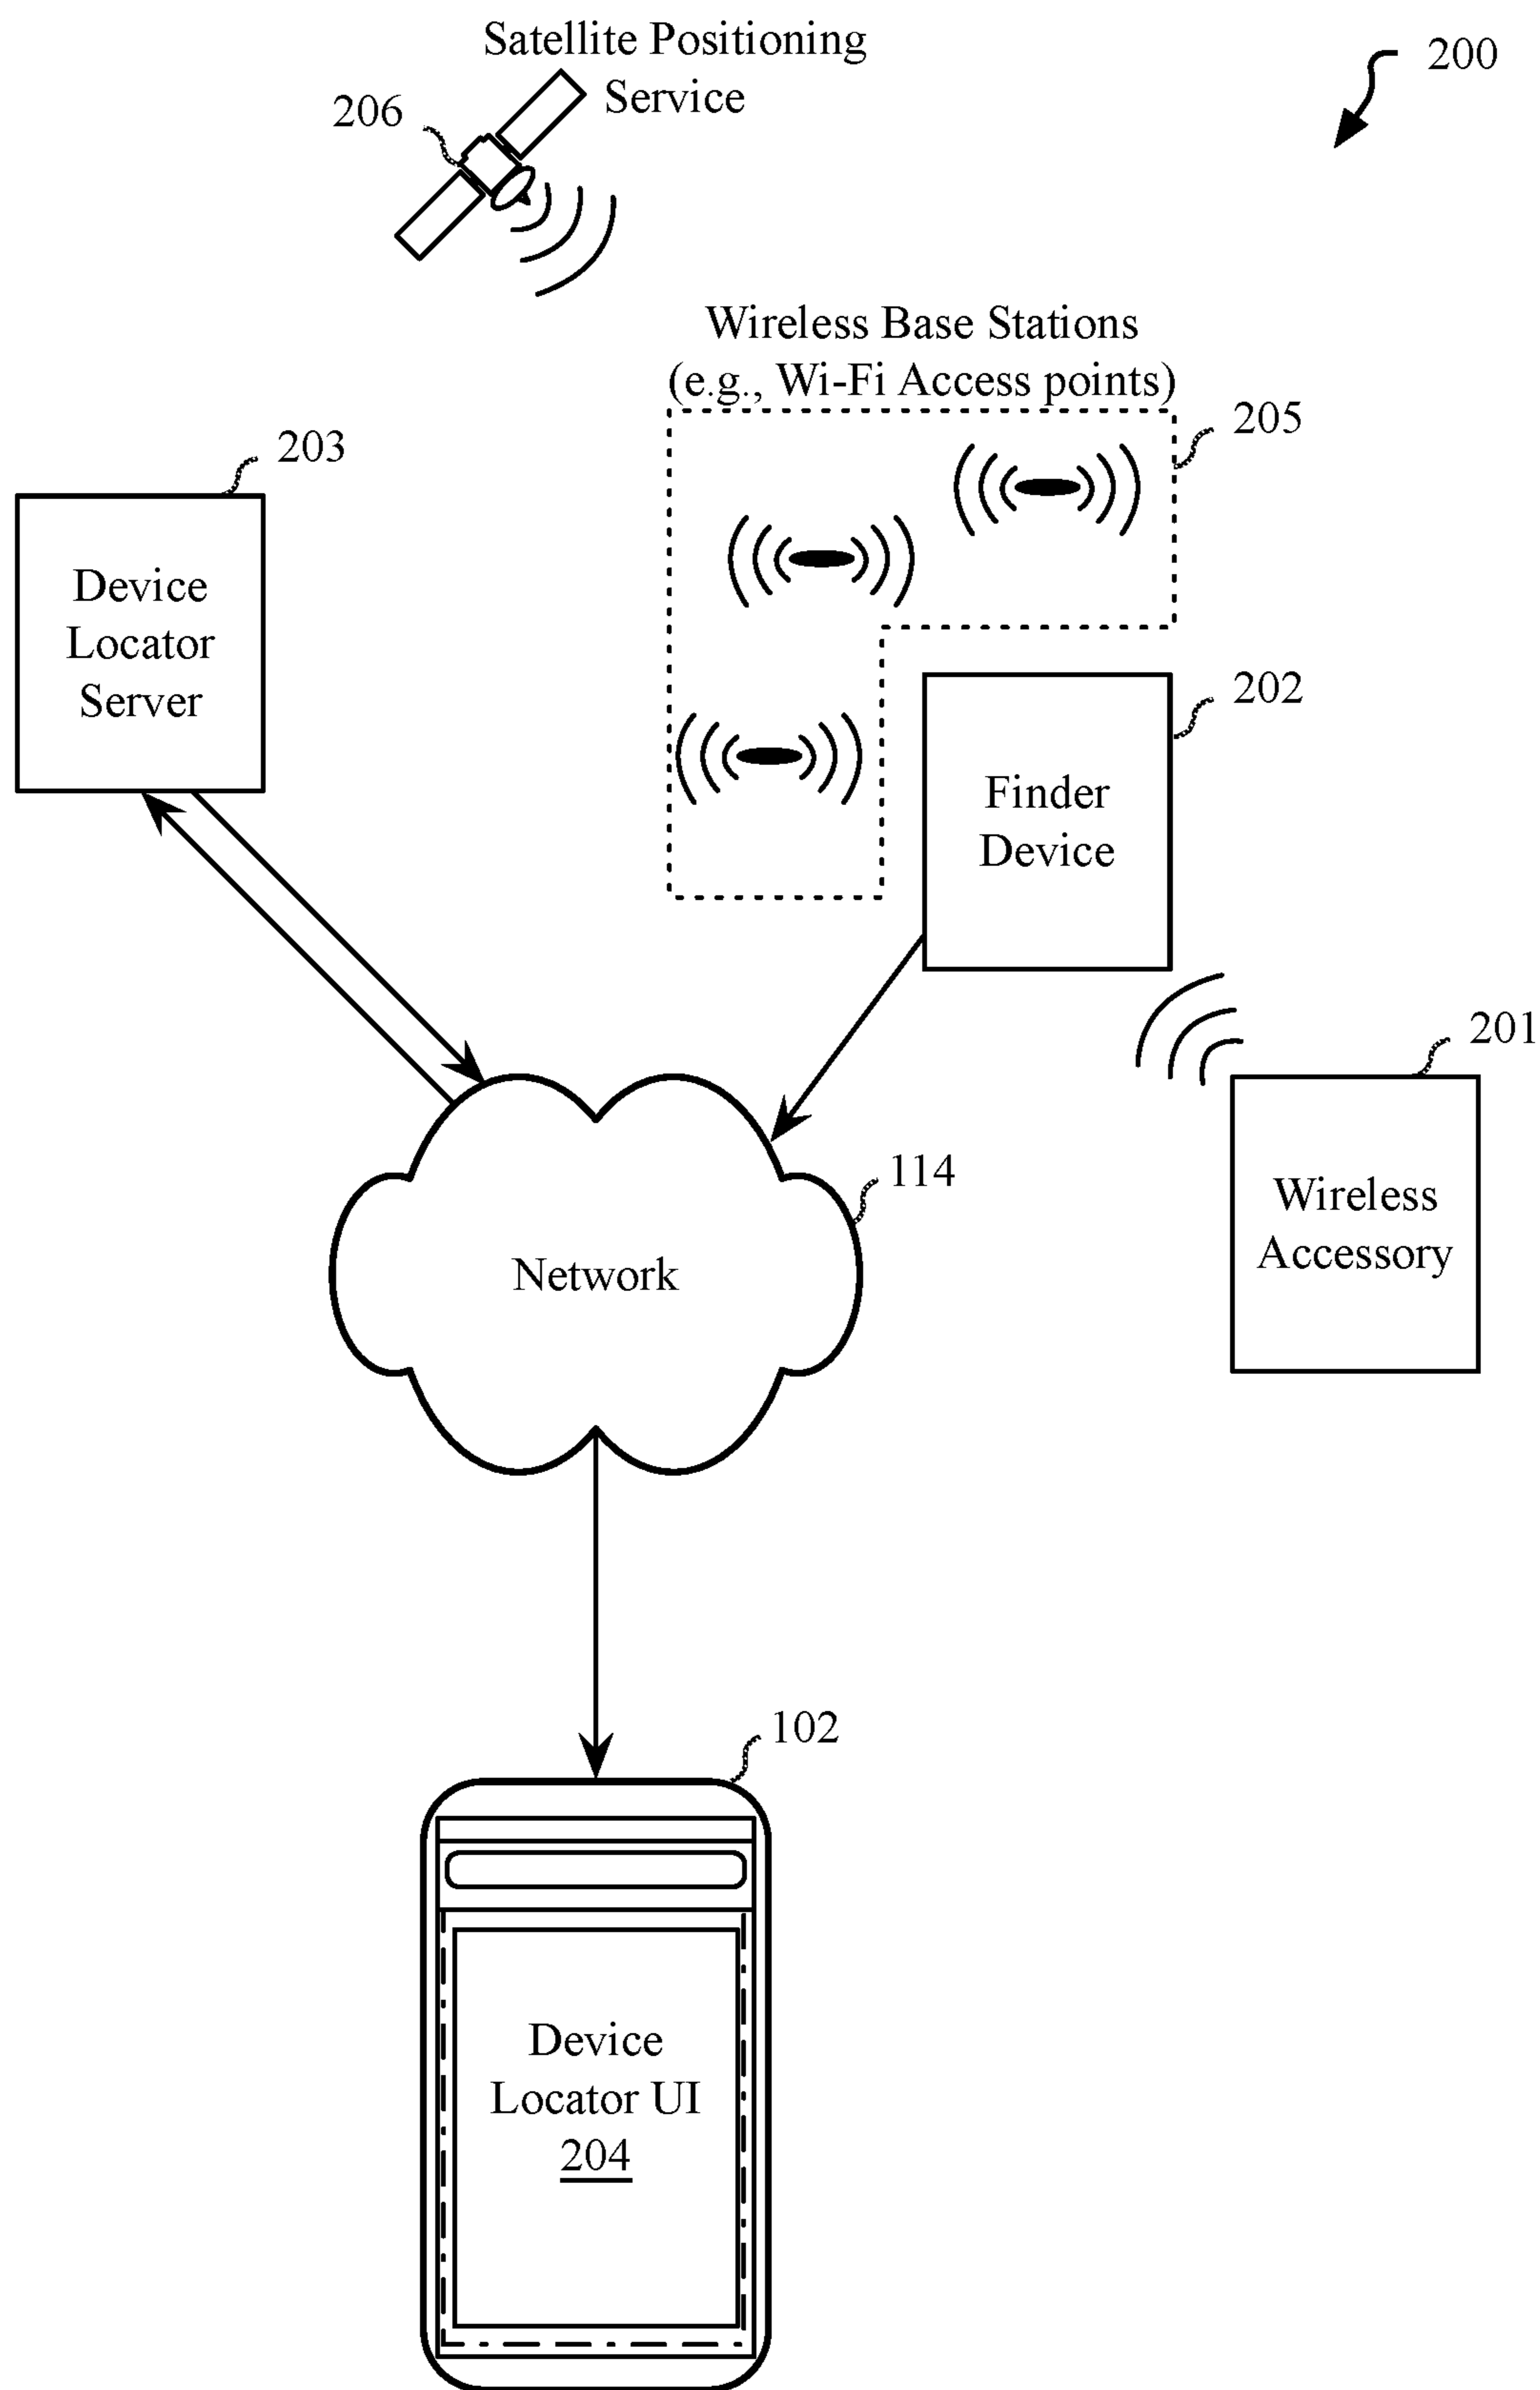 Satellite Positioning
Service
206
200
Wireless Base Stations
(e.g., Wi-Fi Access points)
205
203
Device
Locator
Server
202
Finder
Device
201
Wireless
Accessory
114
Network
102
Device
Locator UI
204